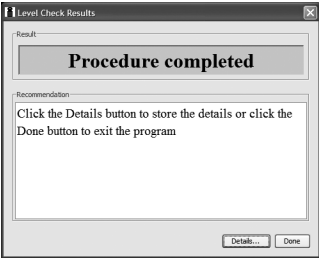 Level Check Results
Result
Procedure completed
Recommendation
Click the Details button to store the details or click the
Done button to exit the program
Details... Done